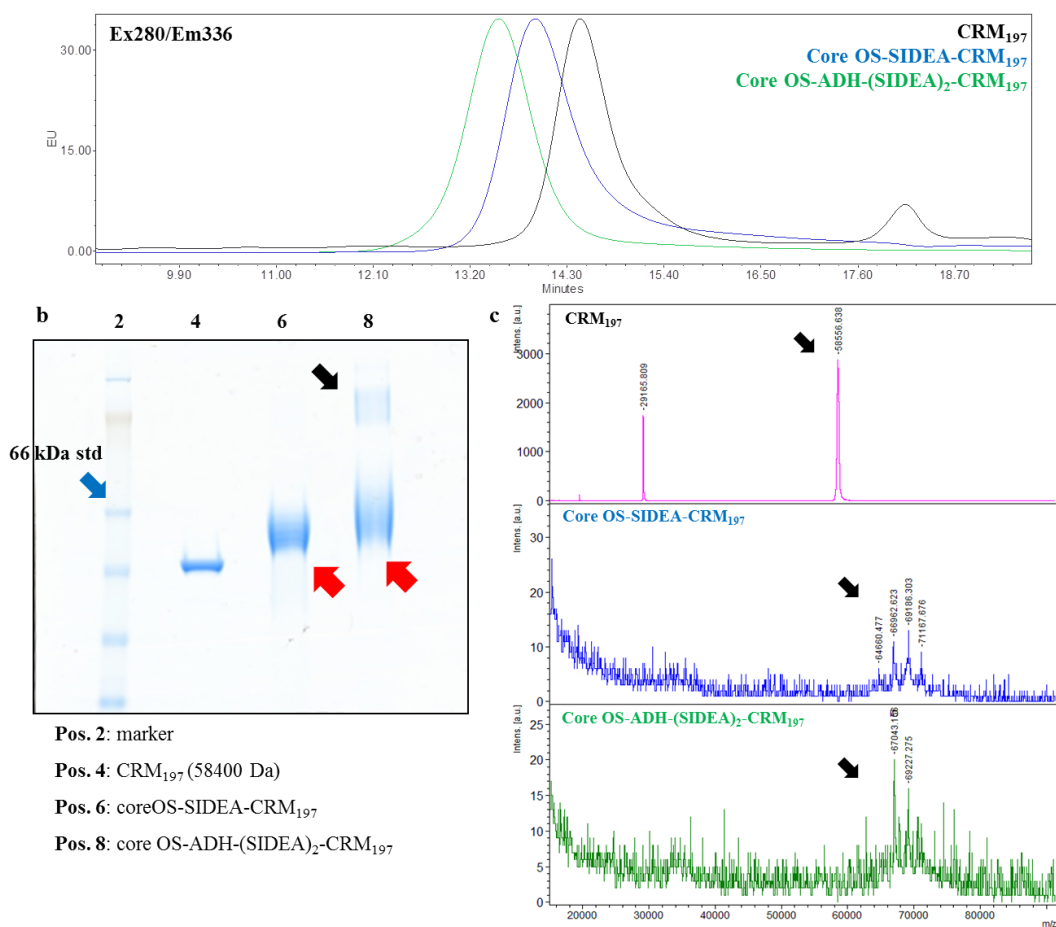 Ex280/Em336
CRM197
Core OS-SIDEA-CRM197
Core OS-ADH-(SIDEA)2-CRM197
30.00
15.00
0.00
EU
9.90 11.00 12.10 13.20 14.30 15.40 16.50 17.60 18.70
Minutes
b 2 4 6 8
66 kDa std
Pos. 2: marker
Pos. 4: CRM197 (58400 Da)
Pos. 6: coreOS-SIDEA-CRM197
Pos. 8: core OS-ADH-(SIDEA)2-CRM197
c
CRM197
Intens. [a.u.]
3000
2000
1000
0
-29165.809
-58556.638
Core OS-SIDEA-CRM197
Intens. [a.u.]
30
20
10
0
-64660.477
-66962.623
-69186.303
-71167.676
Core OS-ADH-(SIDEA)2-CRM197
Intens. [a.u.]
25
20
15
10
5
0
-69227.275
20000 30000 40000 50000 60000 70000 80000
m/z